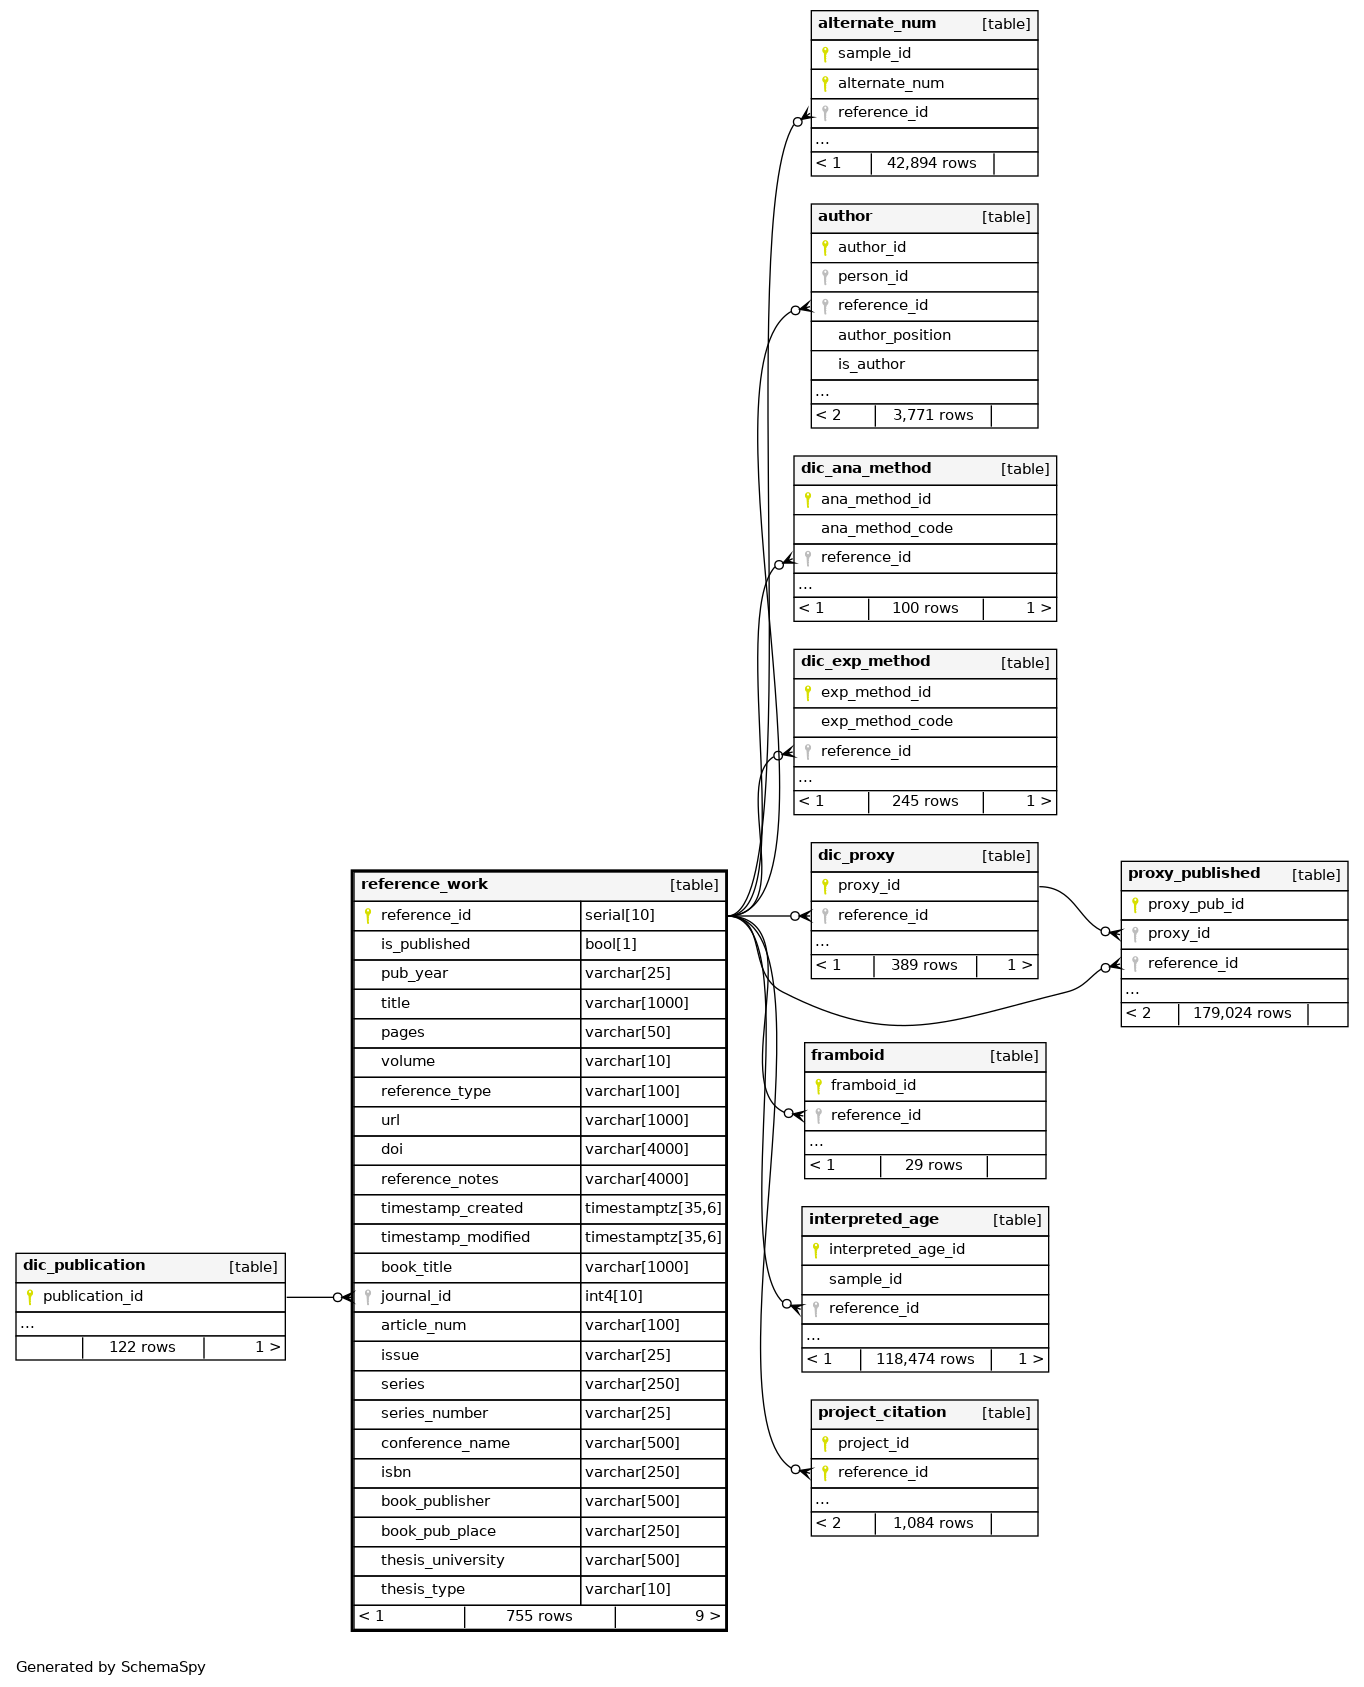 alternate_num [table]
sample_id
alternate_num
reference_id
...
< 1 42,894 rows
author [table]
author_id
person_id
reference_id
author_position
is_author
...
< 2 3,771 rows
dic_ana_method [table]
ana_method_id
ana_method_code
reference_id
...
< 1 100 rows 1 >
dic_exp_method [table]
exp_method_id
exp_method_code
reference_id
...
< 1 245 rows 1 >
dic_proxy [table]
proxy_id
reference_id
...
< 1 389 rows 1 >
proxy_published [table]
proxy_pub_id
proxy_id
reference_id
...
< 2 179,024 rows
reference_work [table]
reference_id serial[10]
is_published bool[1]
pub_year varchar[25]
title varchar[1000]
pages varchar[50]
volume varchar[10]
reference_type varchar[100]
url varchar[1000]
doi varchar[4000]
reference_notes varchar[4000]
timestamp_created timestamptz[35,6]
timestamp_modified timestamptz[35,6]
book_title varchar[1000]
journal_id int4[10]
article_num varchar[100]
issue varchar[25]
series varchar[250]
series_number varchar[25]
conference_name varchar[500]
isbn varchar[250]
book_publisher varchar[500]
book_pub_place varchar[250]
thesis_university varchar[500]
thesis_type varchar[10]
< 1 755 rows 9 >
framboid [table]
framboid_id
reference_id
...
< 1 29 rows
interpreted_age [table]
interpreted_age_id
sample_id
reference_id
...
< 1 118,474 rows 1 >
dic_publication [table]
publication_id
...
122 rows 1 >
project_citation [table]
project_id
reference_id
...
< 2 1,084 rows
Generated by SchemaSpy